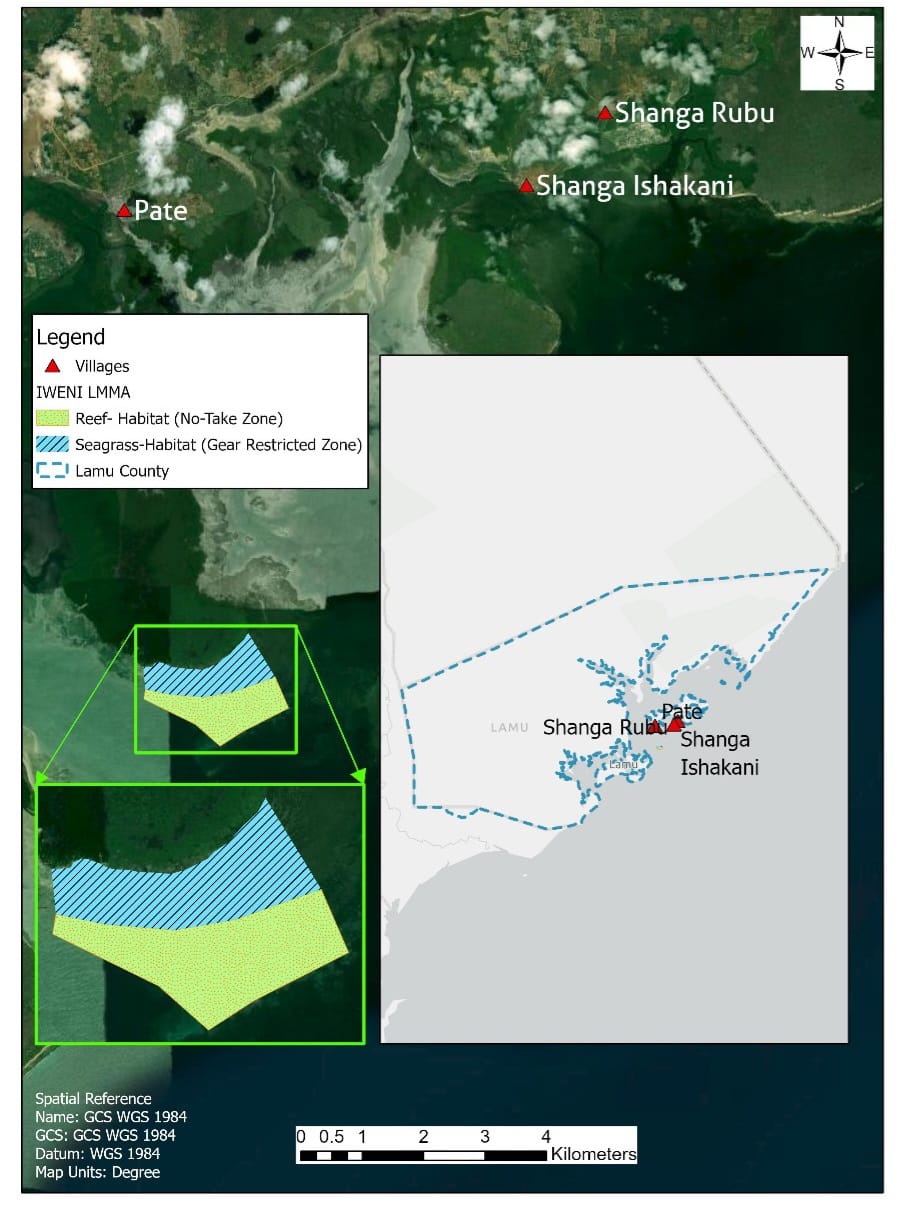 N
W E
S
Shanga Rubu
Shanga Ishakani
Pate
Legend
Villages
IWENI LMMA
Reef- Habitat (No-Take Zone)
Seagrass-Habitat (Gear Restricted Zone)
Lamu County
LAMU
Shanga Rubu
Pate
Shanga
Ishakani
Lamu
Spatial Reference
Name: GCS WGS 1984
GCS: GCS WGS 1984
Datum: WGS 1984
Map Units: Degree
0 0.5 1 2 3 4
Kilometers